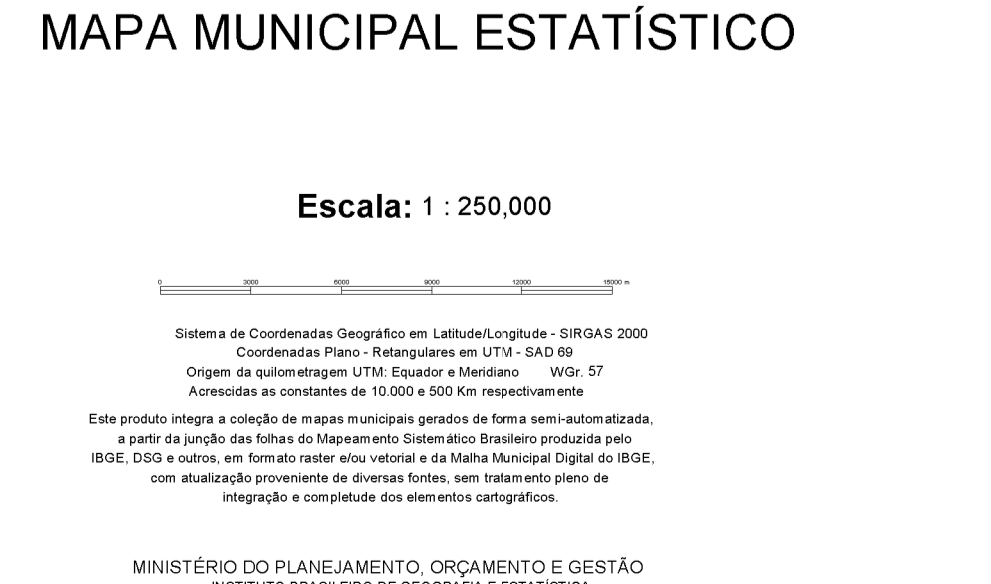 MAPA MUNICIPAL ESTATÍSTICO
Escala: 1 : 250,000
0 3000 6000 9000 12000 15000 m
Sistema de Coordenadas Geográfico em Latitude/Longitude - SIRGAS 2000
Coordenadas Plano - Retangulares em UTM - SAD 69
Origem da quilometragem UTM: Equador e Meridiano WGr. 57
Acrescidas as constantes de 10.000 e 500 Km respectivamente
Este produto integra a coleção de mapas municipais gerados de forma semi-automatizada,
a partir da junção das folhas do Mapeamento Sistemático Brasileiro produzida pelo
IBGE, DSG e outros, em formato raster e/ou vetorial e da Malha Municipal Digital do IBGE,
com atualização proveniente de diversas fontes, sem tratamento pleno de
integração e completude dos elementos cartográficos.
MINISTÉRIO DO PLANEJAMENTO, ORÇAMENTO E GESTÃO
INSTITUTO BRASILEIRO DE GEOGRAFIA E ESTATÍSTICA